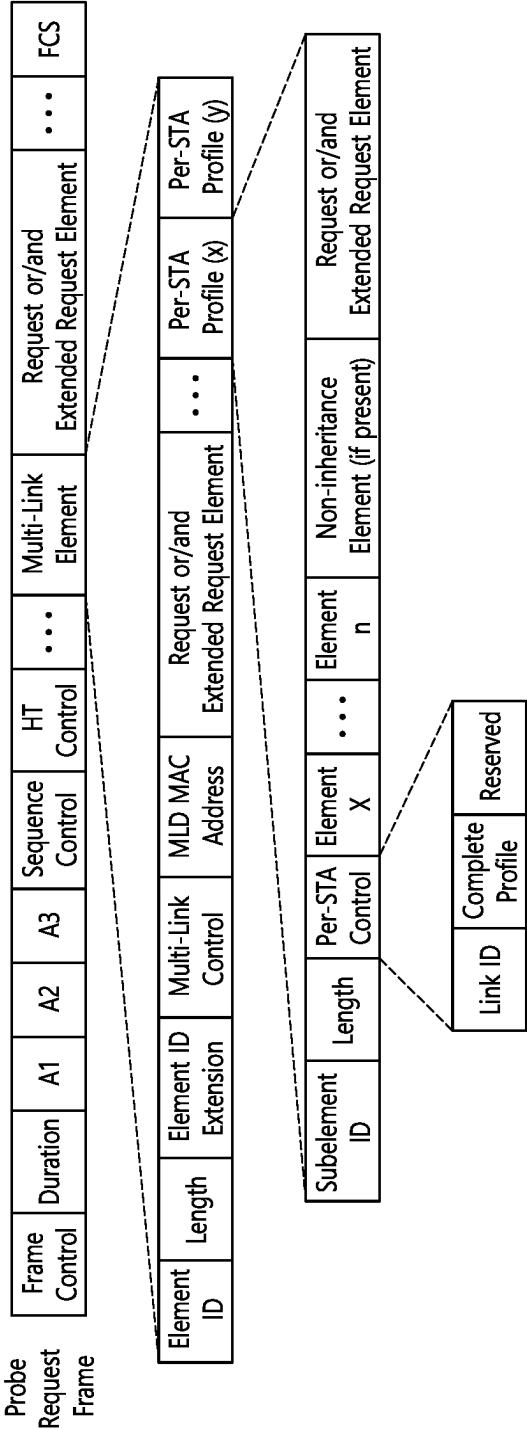 Probe
Request
Frame
Frame
Control
Duration
A1
A2
A3
Sequence
Control
HT
Control
• • •
Multi-Link
Element
Request or/and
Extended Request Element
• • •
FCS
Element
ID
Length
Element ID
Extension
Multi-Link
Control
MLD MAC
Address
Request or/and
Extended Request Element
• • •
Per-STA
Profile (x)
Per-STA
Profile (y)
Subelement
ID
Length
Per-STA
Control
Element
X
• • •
Element
n
Non-inheritance
Element (if present)
Request or/and
Extended Request Element
Link ID
Complete
Profile
Reserved